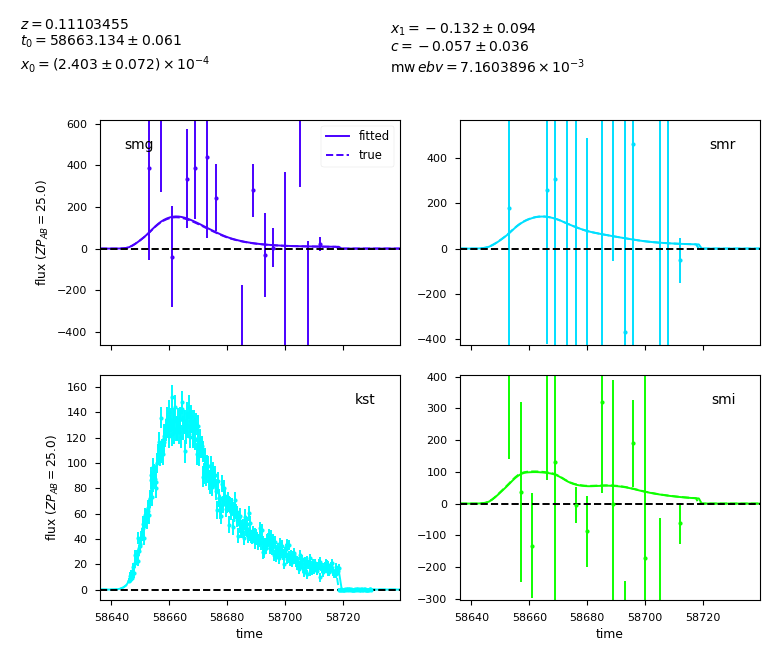 z = 0.11103455
t₀ = 58663.134 ± 0.061
x₀ = (2.403 ± 0.072) × 10⁻⁴
x₁ = −0.132 ± 0.094
c = −0.057 ± 0.036
mw ebv = 7.1603896 × 10⁻³
smg
fitted
true
600
400
200
0
−200
−400
flux (ZP_AB = 25.0)
smr
400
200
0
−200
−400
kst
160
140
120
100
80
60
40
20
0
flux (ZP_AB = 25.0)
58640 58660 58680 58700 58720
time
smi
400
300
200
100
0
−100
−200
−300
58640 58660 58680 58700 58720
time